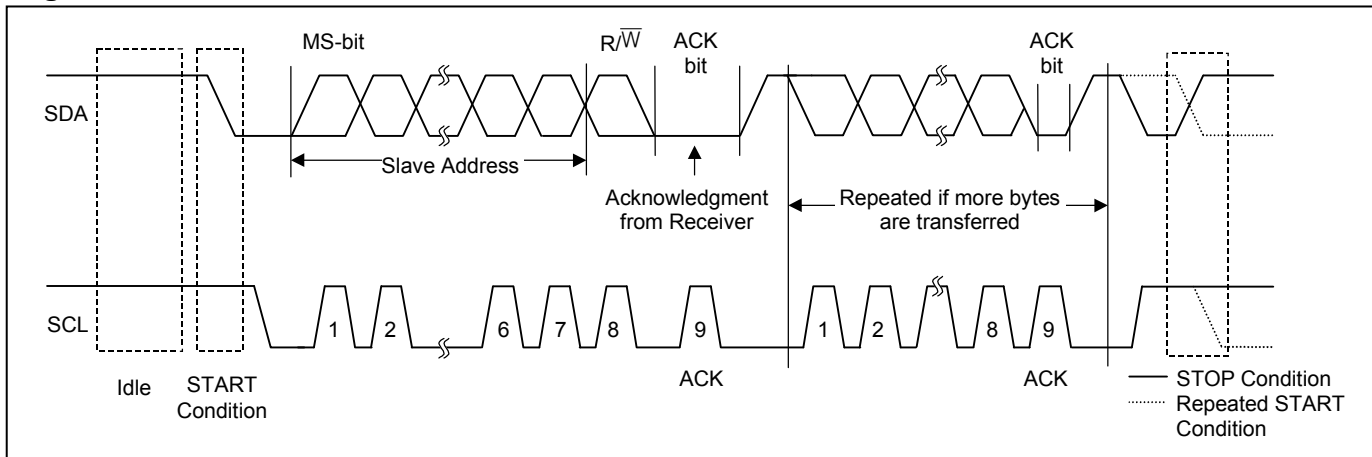 MS-bit
R/W̅
ACK
bit
ACK
bit
SDA
Slave Address
Acknowledgment
from Receiver
Repeated if more bytes
are transferred
SCL
1
2
6
7
8
9
1
2
8
9
Idle
START
Condition
ACK
ACK
STOP Condition
Repeated START
Condition